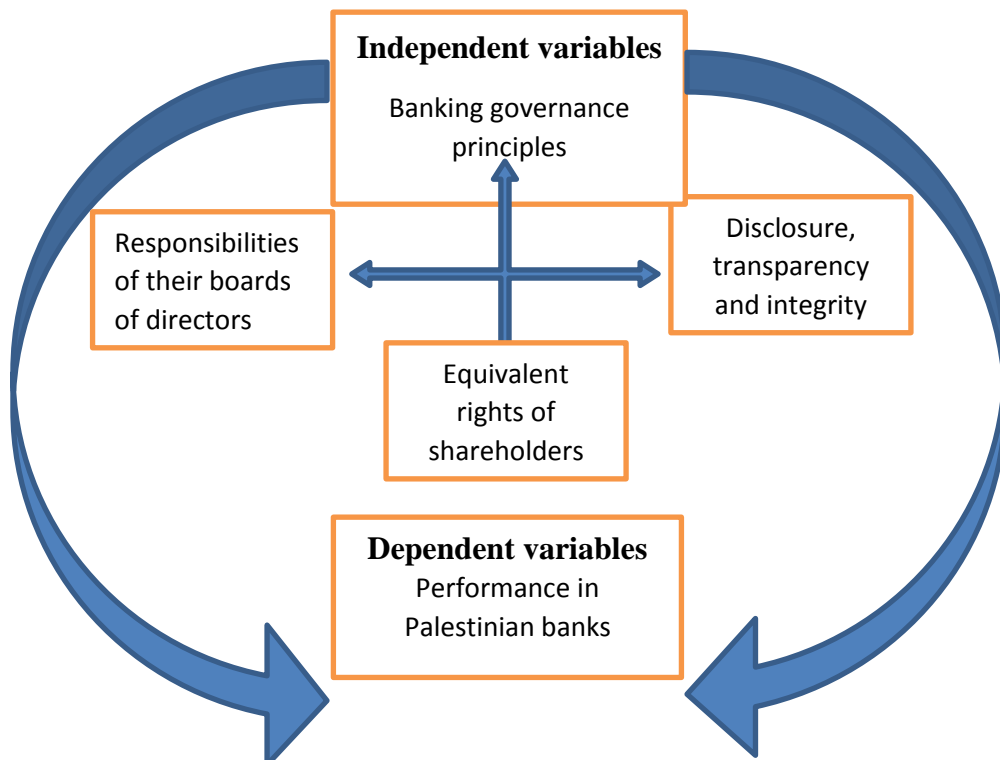 Independent variables
Banking governance
principles
Responsibilities
of their boards
of directors
Disclosure,
transparency
and integrity
Equivalent
rights of
shareholders
Dependent variables
Performance in
Palestinian banks